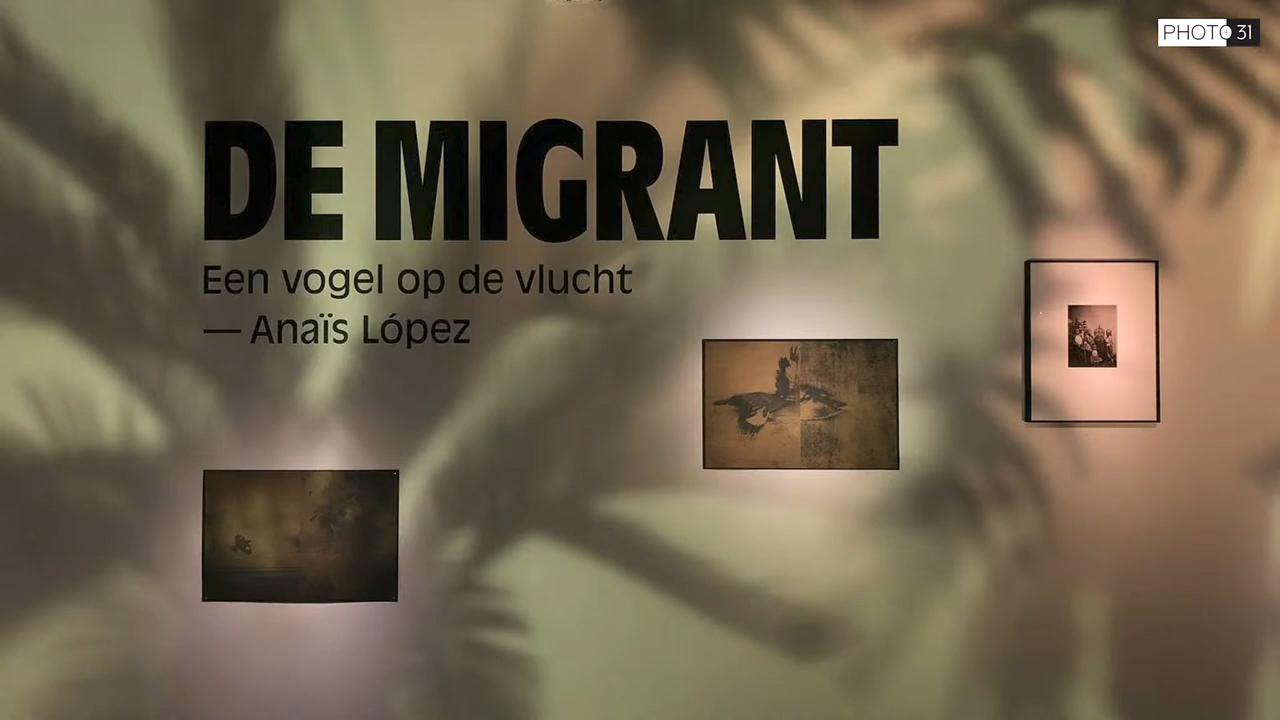 PHOTO 31
DE MIGRANT
Een vogel op de vlucht
— Anaïs López